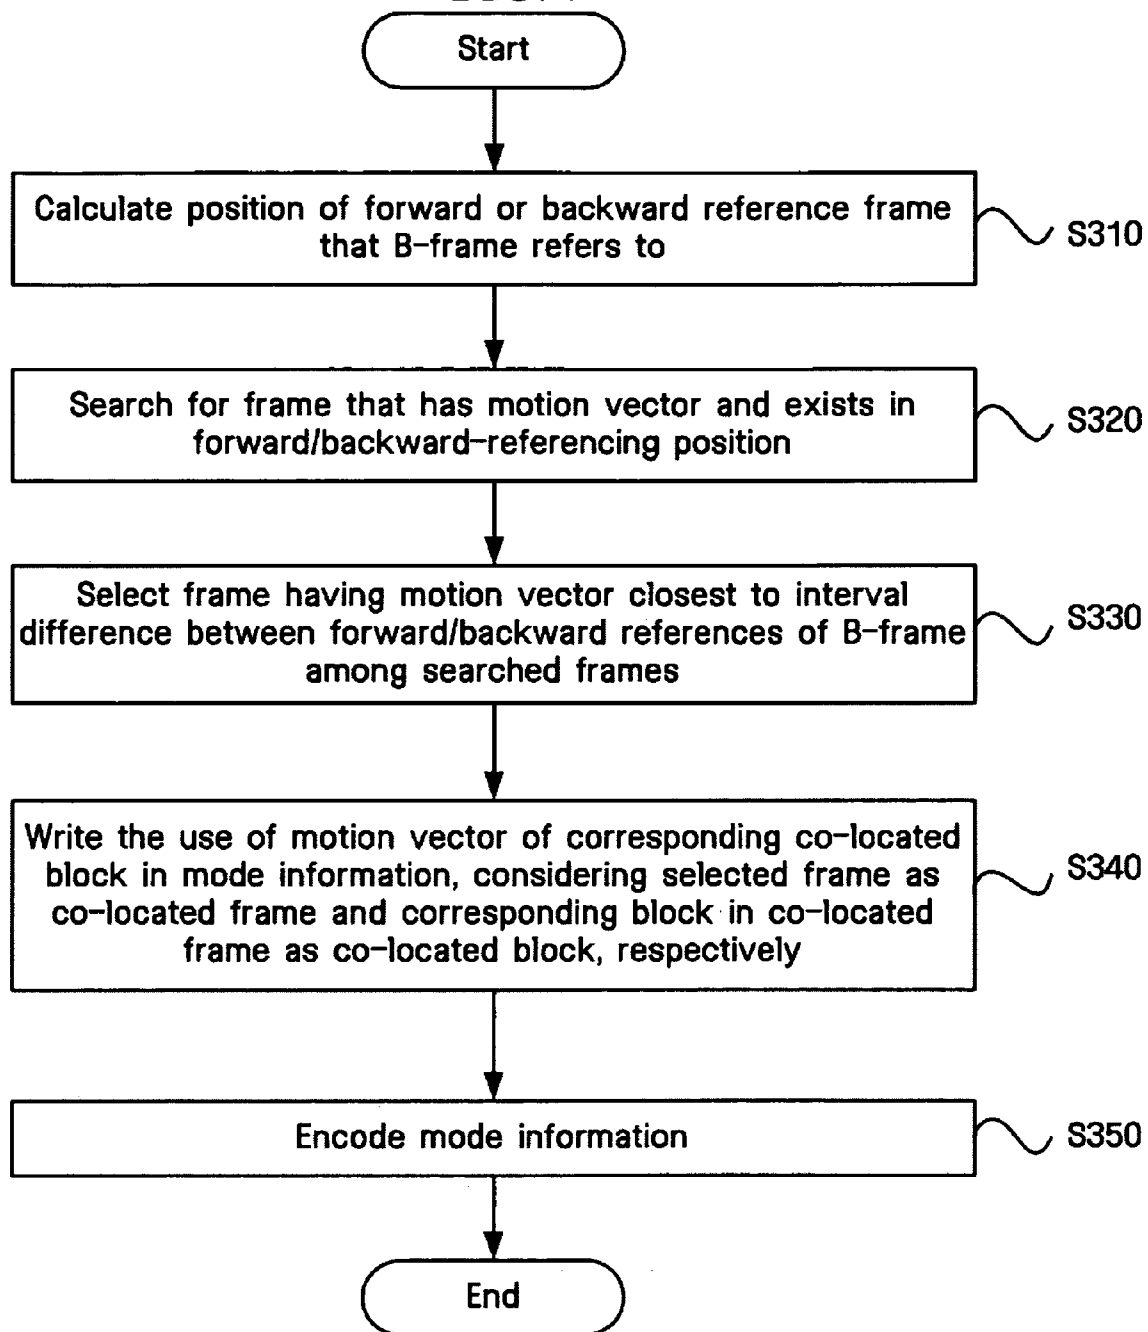 Start
Calculate position of forward or backward reference frame
that B-frame refers to
S310
Search for frame that has motion vector and exists in
forward/backward-referencing position
S320
Select frame having motion vector closest to interval
difference between forward/backward references of B-frame
among searched frames
S330
Write the use of motion vector of corresponding co-located
block in mode information, considering selected frame as
co-located frame and corresponding block in co-located
frame as co-located block, respectively
S340
Encode mode information
S350
End